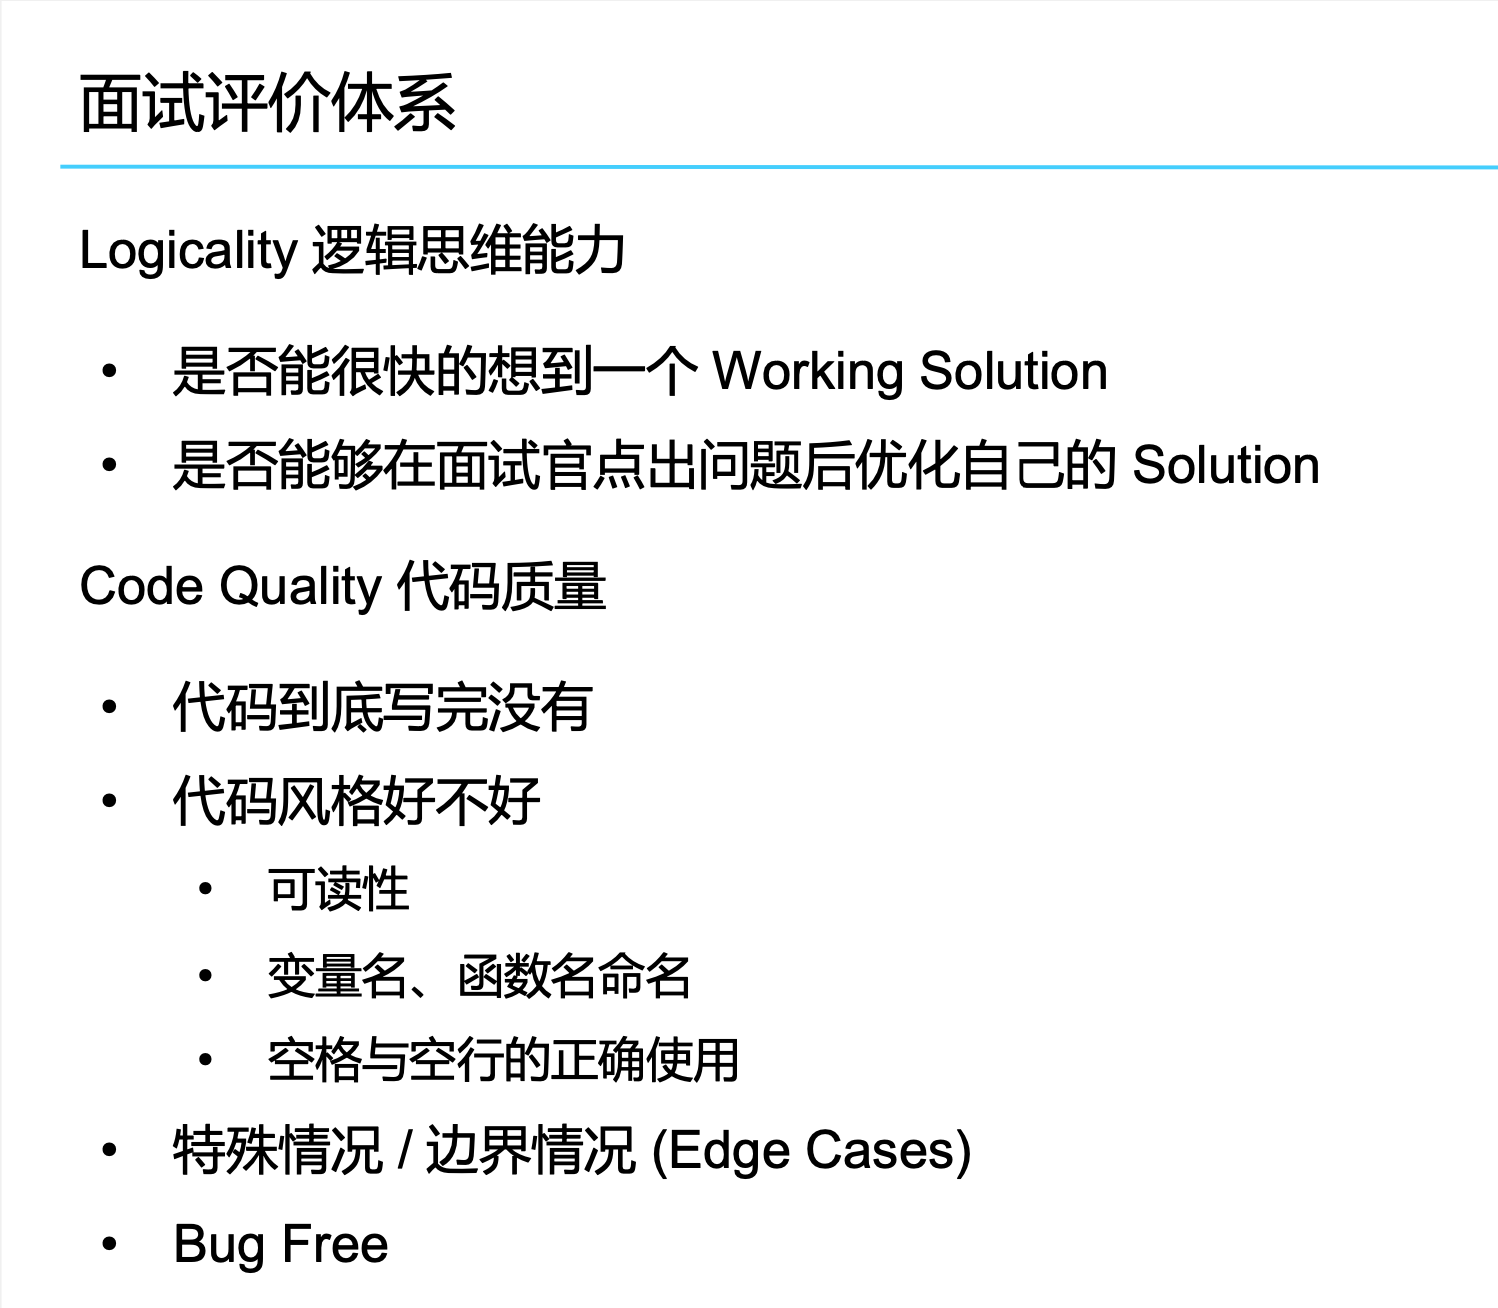 面试评价体系
Logicality 逻辑思维能力
• 是否能很快的想到一个 Working Solution
• 是否能够在面试官点出问题后优化自己的 Solution
Code Quality 代码质量
• 代码到底写完没有
• 代码风格好不好
• 可读性
• 变量名、函数名命名
• 空格与空行的正确使用
• 特殊情况 / 边界情况 (Edge Cases)
• Bug Free